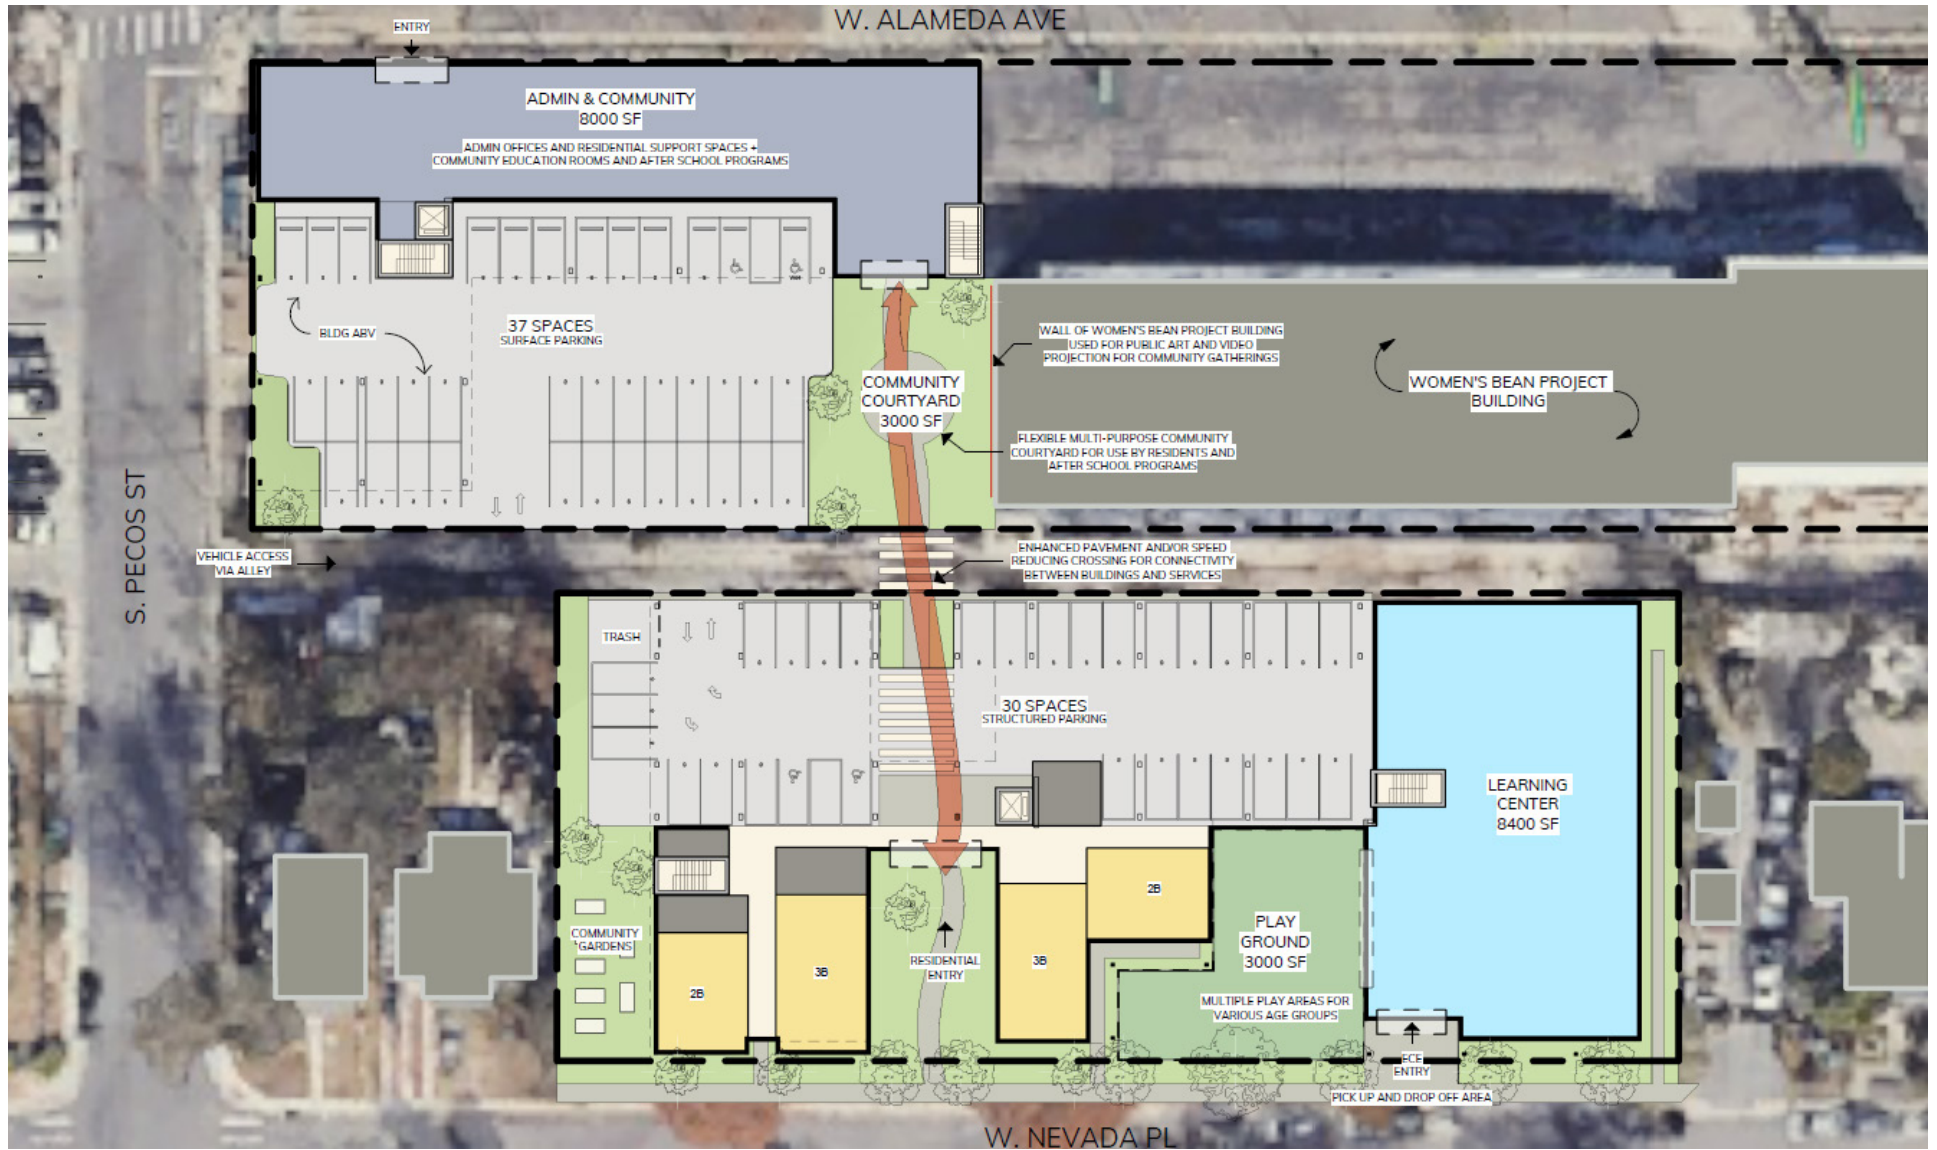 W. ALAMEDA AVE
ENTRY
ADMIN & COMMUNITY
8000 SF
ADMIN OFFICES AND RESIDENTIAL SUPPORT SPACES +
COMMUNITY EDUCATION ROOMS AND AFTER SCHOOL PROGRAMS
37 SPACES
SURFACE PARKING
BLDG ABV
COMMUNITY
COURTYARD
3000 SF
WALL OF WOMEN'S BEAN PROJECT BUILDING
USED FOR PUBLIC ART AND VIDEO
PROJECTION FOR COMMUNITY GATHERINGS
WOMEN'S BEAN PROJECT
BUILDING
FLEXIBLE MULTI-PURPOSE COMMUNITY
COURTYARD FOR USE BY RESIDENTS AND
AFTER SCHOOL PROGRAMS
S. PECOS ST
VEHICLE ACCESS
VIA ALLEY
ENHANCED PAVEMENT AND/OR SPEED
REDUCING CROSSING FOR CONNECTIVITY
BETWEEN BUILDINGS AND SERVICES
TRASH
30 SPACES
STRUCTURED PARKING
LEARNING
CENTER
8400 SF
COMMUNITY
GARDENS
2B
3B
RESIDENTIAL
ENTRY
3B
2B
PLAY
GROUND
3000 SF
MULTIPLE PLAY AREAS FOR
VARIOUS AGE GROUPS
ECE
ENTRY
PICK UP AND DROP OFF AREA
W. NEVADA PL